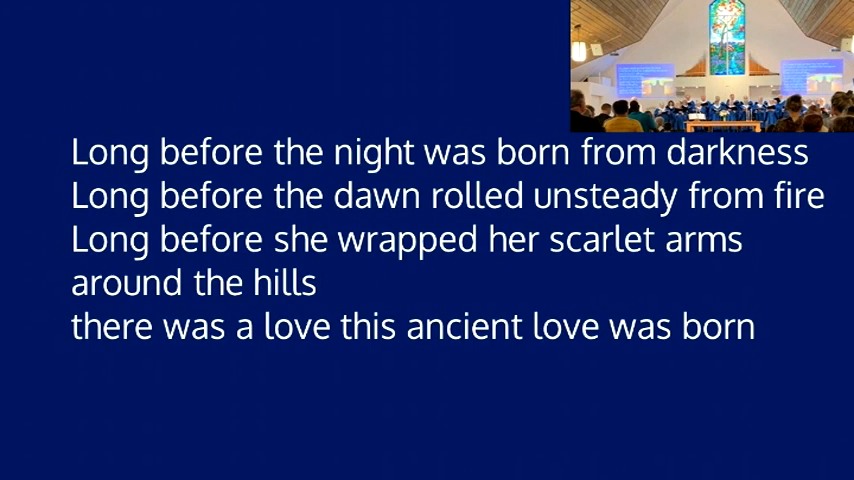 Long before the night was born from darkness
Long before the dawn rolled unsteady from fire
Long before she wrapped her scarlet arms
around the hills
there was a love this ancient love was born